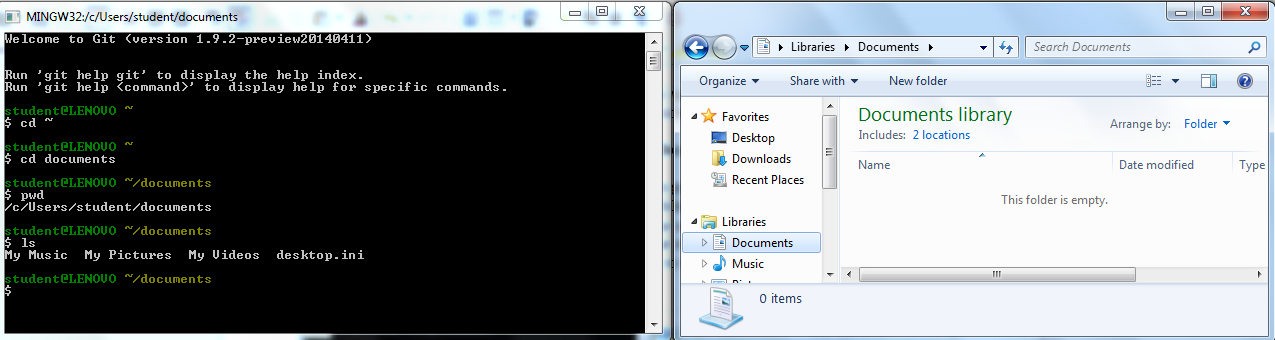 MINGW32:/c/Users/student/documents
Welcome to Git (version 1.9.2-preview20140411)
Run 'git help git' to display the help index.
Run 'git help <command>' to display help for specific commands.
student@LENOVO ~
$ cd ~
student@LENOVO ~
$ cd documents
student@LENOVO ~/documents
$ pwd
/c/Users/student/documents
student@LENOVO ~/documents
$ ls
My Music  My Pictures  My Videos  desktop.ini
student@LENOVO ~/documents
$
Libraries Documents
Search Documents
Organize Share with New folder
Favorites
Desktop
Downloads
Recent Places
Libraries
Documents
Music
Documents library
Includes: 2 locations
Arrange by: Folder
Name Date modified Type
This folder is empty.
0 items